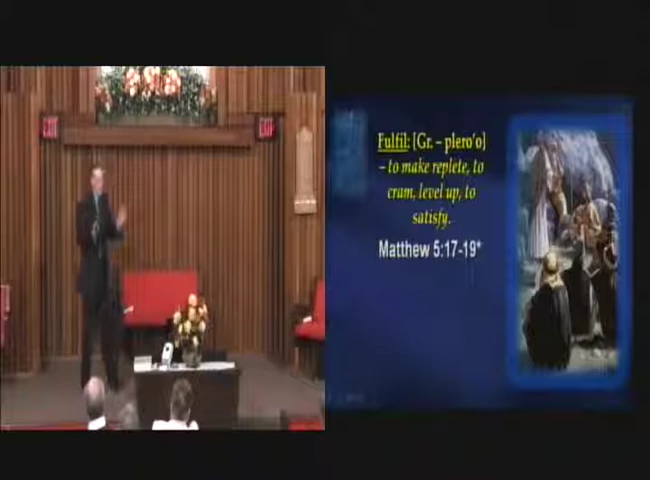 Fulfil: [Gr. – plero'o]
– to make replete, to
cram, level up, to
satisfy.
Matthew 5:17-19*